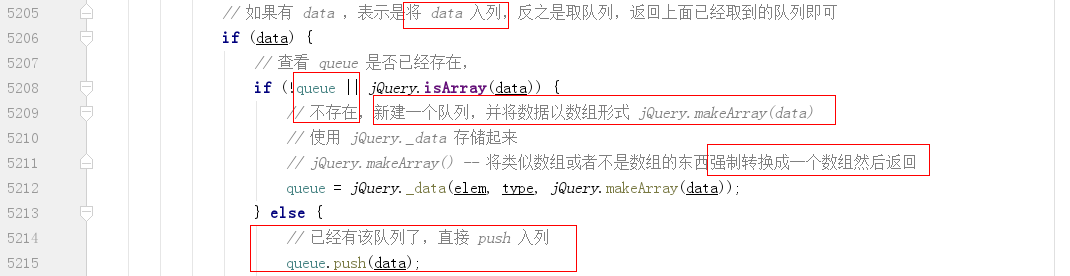 5205 // 如果有 data ，表示是将 data 入列，反之是取队列，返回上面已经取到的队列即可
5206 if (data) {
5207 // 查看 queue 是否已经存在，
5208 if (!queue || jQuery.isArray(data)) {
5209 // 不存在，新建一个队列，并将数据以数组形式 jQuery.makeArray(data)
5210 // 使用 jQuery._data 存储起来
5211 // jQuery.makeArray() -- 将类似数组或者不是数组的东西强制转换成一个数组然后返回
5212 queue = jQuery._data(elem, type, jQuery.makeArray(data));
5213 } else {
5214 // 已经有该队列了，直接 push 入列
5215 queue.push(data);